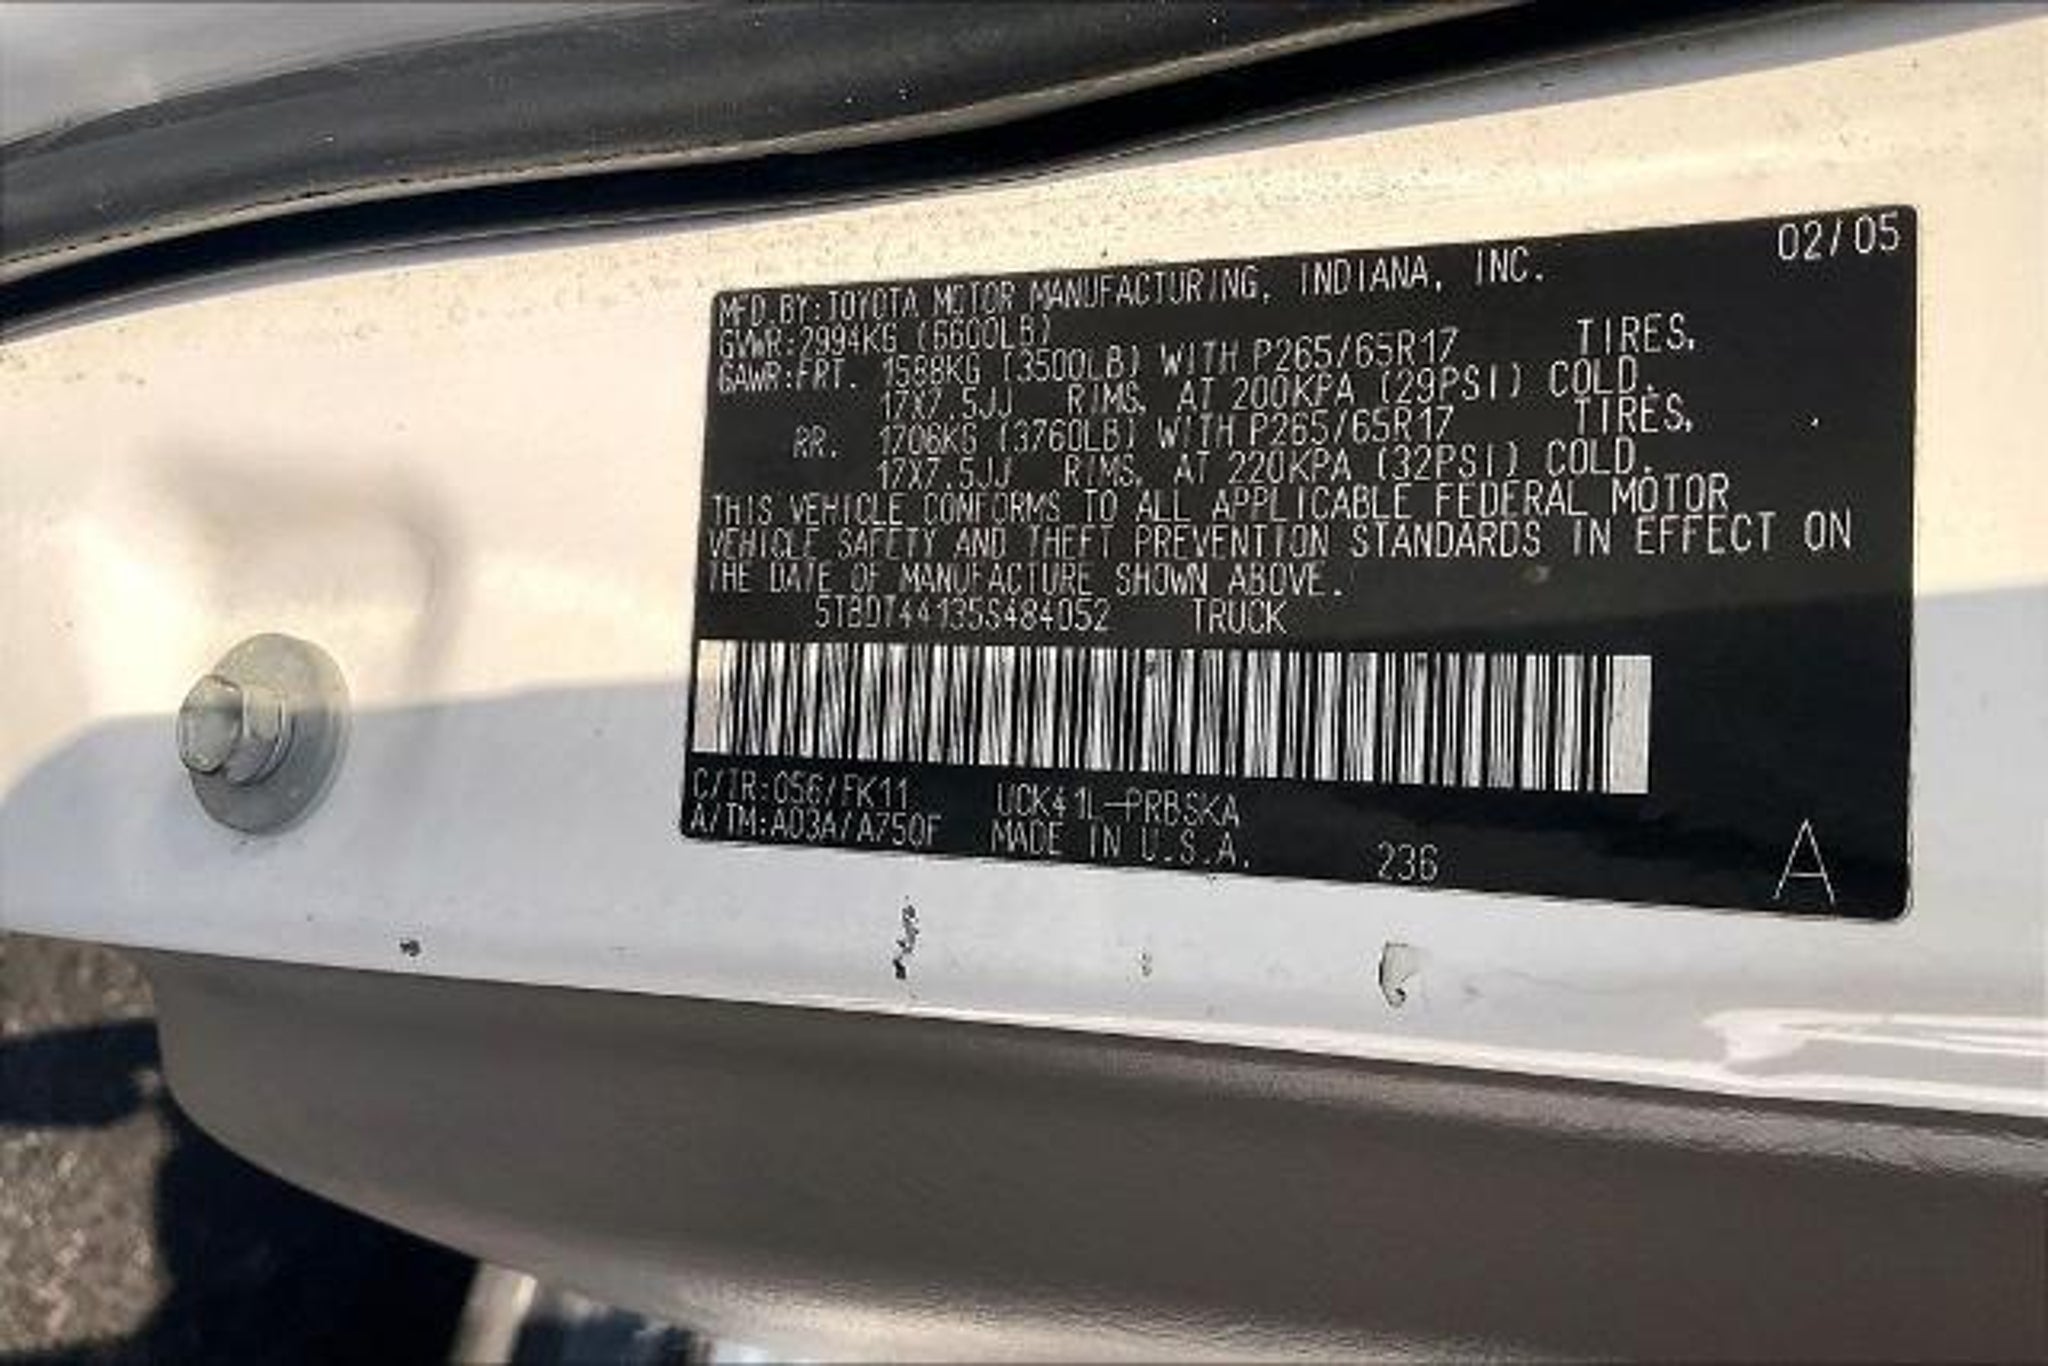 02/05
MFD.BY:TOYOTA MOTOR MANUFACTURING, INDIANA, INC.
GVWR:2994KG (6600LB)
GAWR:FRT. 1588KG (3500LB) WITH P265/65R17 TIRES,
17X7.5JJ RIMS, AT 200KPA (29PSI) COLD.
RR. 1706KG (3760LB) WITH P265/65R17 TIRES,
17X7.5JJ RIMS, AT 220KPA (32PSI) COLD.
THIS VEHICLE CONFORMS TO ALL APPLICABLE FEDERAL MOTOR
VEHICLE SAFETY AND THEFT PREVENTION STANDARDS IN EFFECT ON
THE DATE OF MANUFACTURE SHOWN ABOVE.
5TBDT44135S484052 TRUCK
C/TR:056/FK11 UCK41L-PRBSKA
A/TM:A03A/A750F MADE IN U.S.A. 236 A